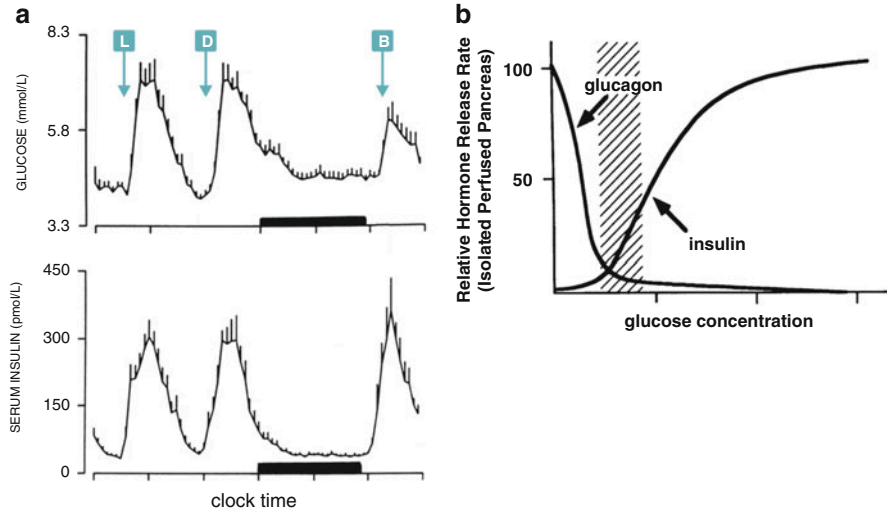 a
8.3
L
D
B
GLUCOSE (mmol/L)
5.8
3.3
450
SERUM INSULIN (pmol/L)
300
150
0
clock time
b
Relative Hormone Release Rate
(Isolated Perfused Pancreas)
100
glucagon
50
insulin
glucose concentration